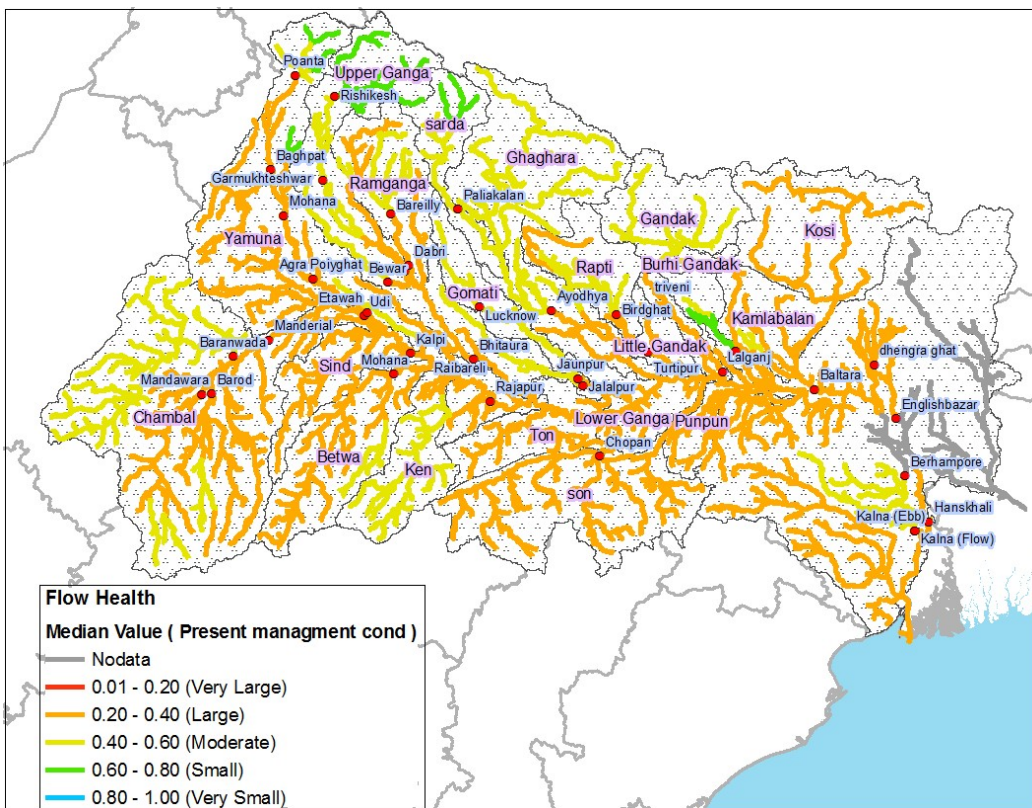 Poanta
Upper Ganga
Rishikesh
sarda
Baghpat
Ghaghara
Garmukhteshwar
Ramganga
Paliakalan
Mohana
Bareilly
Gandak
Kosi
Yamuna
Dabri
Burhi Gandak
Agra Poiyghat
Bewar
Rapti
triveni
Etawah
Udi
Gomati
Ayodhya
Birdghat
Lucknow
Kamlabalan
Manderial
Baranwada
Kalpi
Bhitaura
Little Gandak
Lalganj
dhengra ghat
Sind
Mohana
Raibareli
Jaunpur
Turtipur
Baltara
Mandawara
Barod
Rajapur
Jalalpur
Chambal
Lower Ganga
Punpun
Englishbazar
Ton
Chopan
Betwa
Ken
Berhampore
son
Hanskhali
Kalna (Ebb)
Kalna (Flow)
Flow Health
Median Value ( Present managment cond )
Nodata
0.01 - 0.20 (Very Large)
0.20 - 0.40 (Large)
0.40 - 0.60 (Moderate)
0.60 - 0.80 (Small)
0.80 - 1.00 (Very Small)